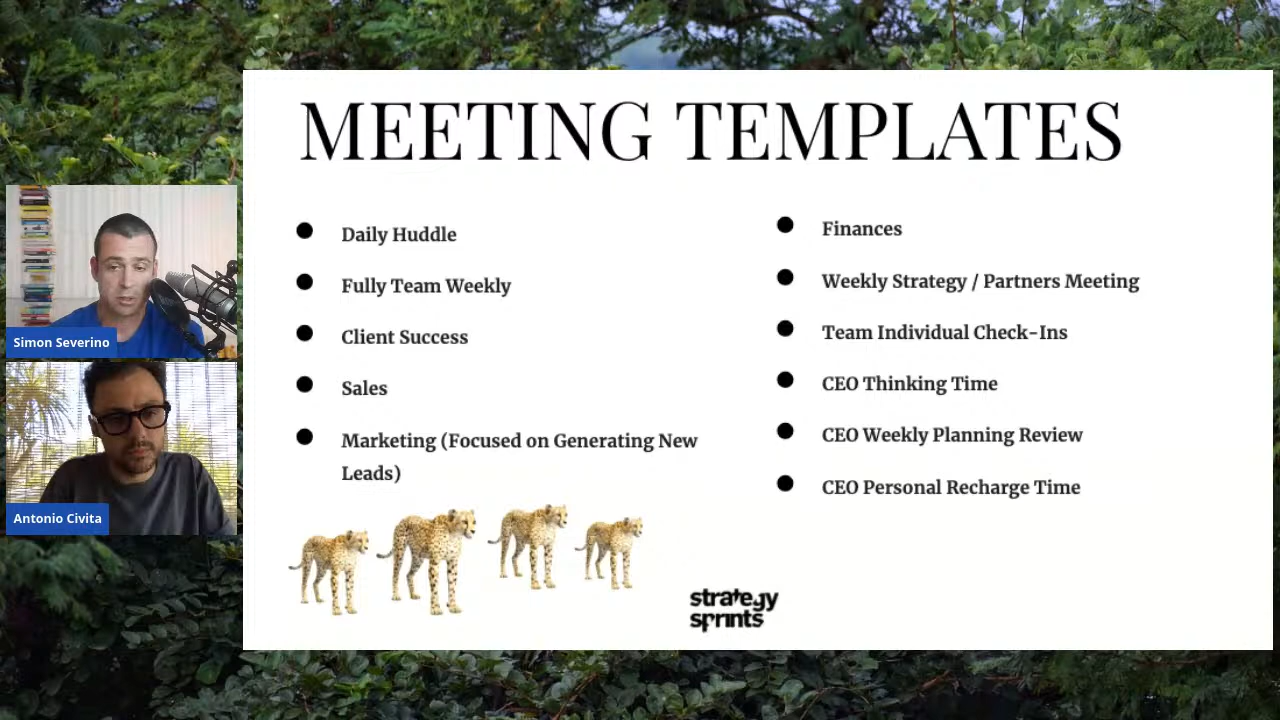 MEETING TEMPLATES
Daily Huddle
Fully Team Weekly
Client Success
Sales
Marketing (Focused on Generating New
Leads)
Finances
Weekly Strategy / Partners Meeting
Team Individual Check-Ins
CEO Thinking Time
CEO Weekly Planning Review
CEO Personal Recharge Time
strategy
sprints
Simon Severino
Antonio Civita